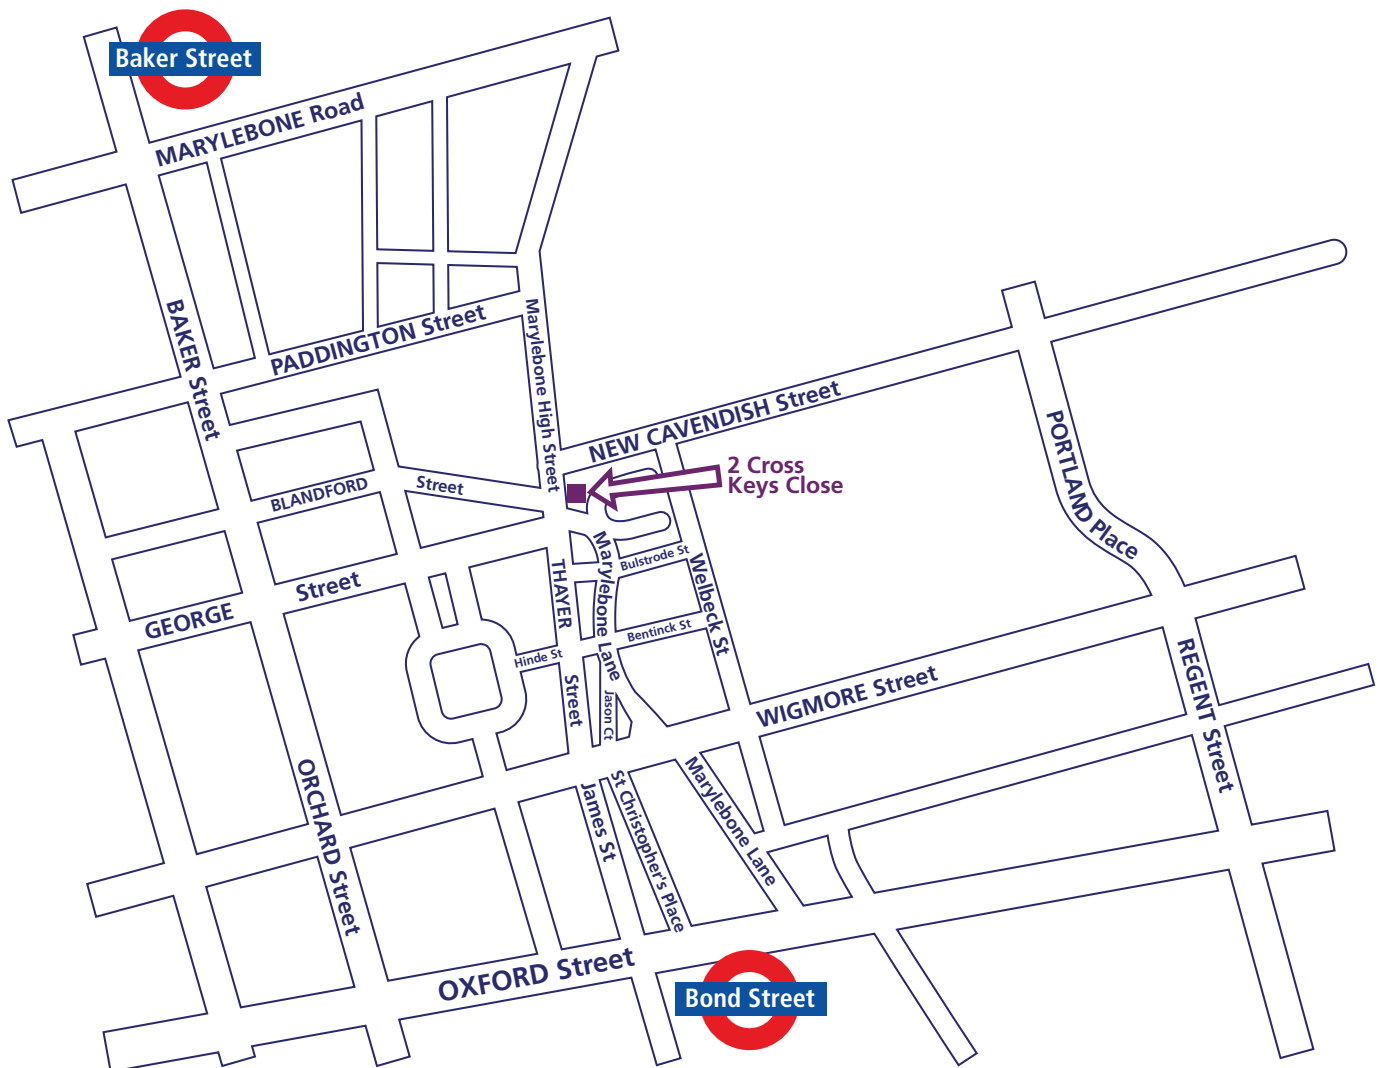 Baker Street
MARYLEBONE Road
BAKER Street
PADDINGTON Street
Marylebone High Street
NEW CAVENDISH Street
2 Cross
Keys Close
PORTLAND Place
BLANDFORD
Street
GEORGE
Street
THAYER
Street
Marylebone Lane
Bulstrode St
Welbeck St
Bentinck St
Hinde St
Jason Ct
WIGMORE Street
REGENT Street
ORCHARD Street
James St
St Christopher's Place
Marylebone Lane
OXFORD Street
Bond Street